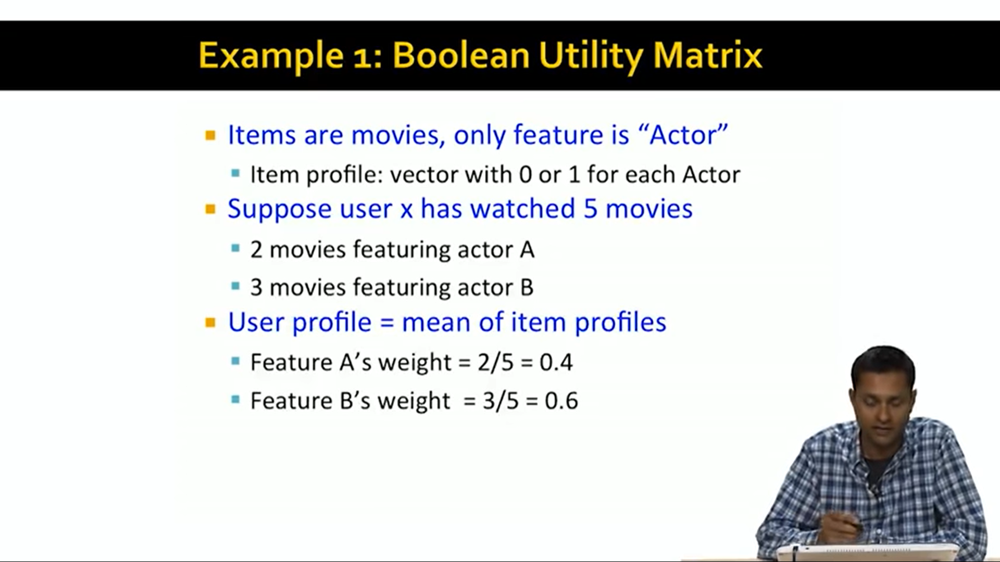 Example 1: Boolean Utility Matrix
Items are movies, only feature is “Actor”
Item profile: vector with 0 or 1 for each Actor
Suppose user x has watched 5 movies
2 movies featuring actor A
3 movies featuring actor B
User profile = mean of item profiles
Feature A’s weight = 2/5 = 0.4
Feature B’s weight  = 3/5 = 0.6